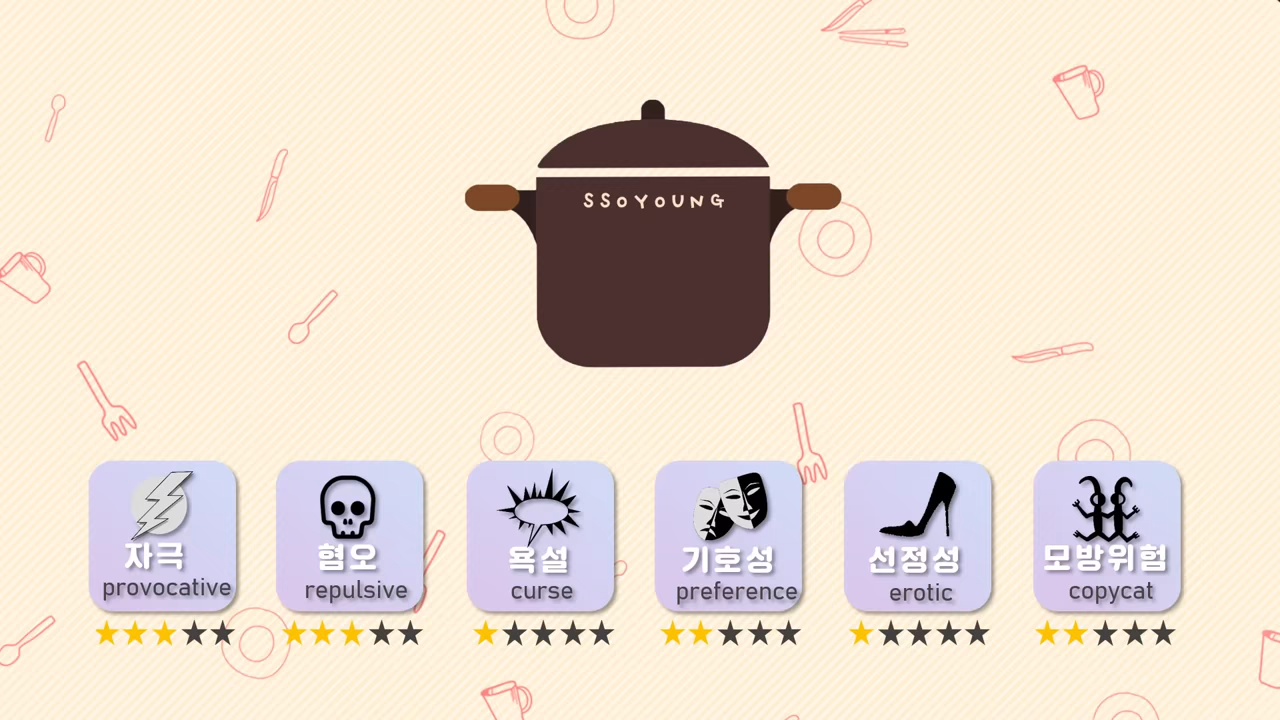 SSOYOUNG
자극
provocative
혐오
repulsive
욕설
curse
기호성
preference
선정성
erotic
모방위험
copycat